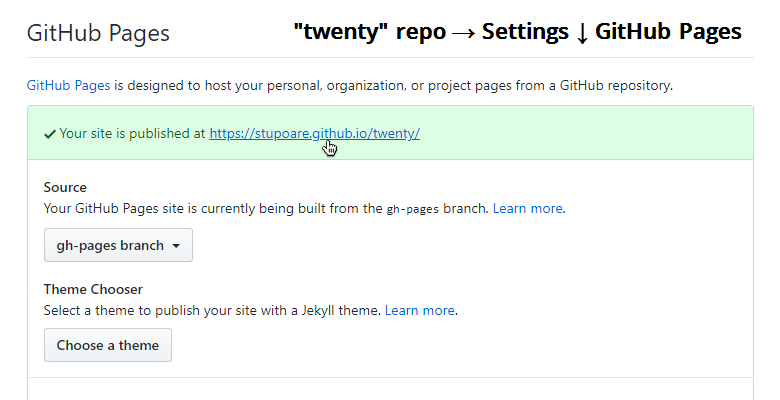 GitHub Pages
"twenty" repo → Settings ↓ GitHub Pages
GitHub Pages is designed to host your personal, organization, or project pages from a GitHub repository.
✓ Your site is published at https://stupoare.github.io/twenty/
Source
Your GitHub Pages site is currently being built from the gh-pages branch. Learn more.
gh-pages branch
Theme Chooser
Select a theme to publish your site with a Jekyll theme. Learn more.
Choose a theme